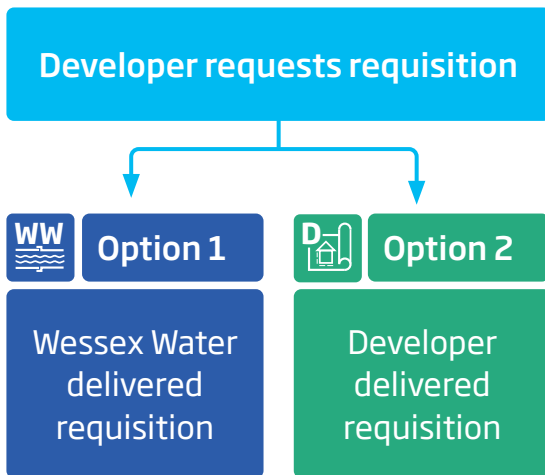 Developer requests requisition
WW
Option 1
D
Option 2
Wessex Water
delivered
requisition
Developer
delivered
requisition